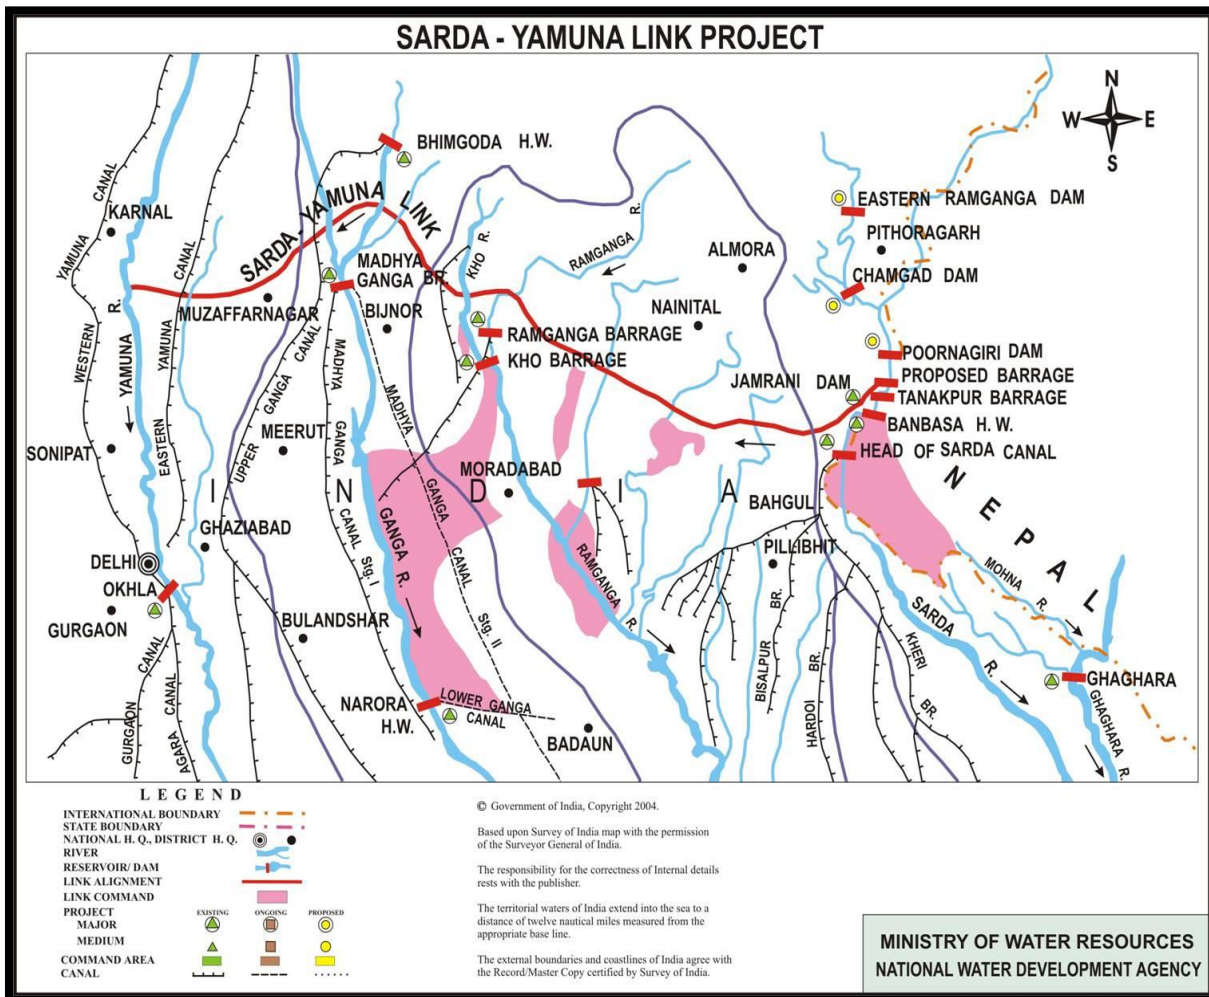 SARDA - YAMUNA LINK PROJECT
N
W E
S
BHIMGODA H.W.
SARDA-YAMUNA LINK
KARNAL
YAMUNA CANAL
WESTERN
YAMUNA R.
CANAL
YAMUNA
EASTERN
MUZAFFARNAGAR
MADHYA
GANGA BR.
BIJNOR
KHO R.
RAMGANGA R.
ALMORA
NAINITAL
EASTERN RAMGANGA DAM
PITHORAGARH
CHAMGAD DAM
RAMGANGA BARRAGE
KHO BARRAGE
POORNAGIRI DAM
PROPOSED BARRAGE
JAMRANI DAM
TANAKPUR BARRAGE
BANBASA H.W.
HEAD OF SARDA CANAL
UPPER GANGA CANAL
MADHYA GANGA CANAL Stg. I
MADHYA GANGA CANAL Stg. II
SONIPAT
MEERUT
MORADABAD
I N D I A
N E P A L
BAHGUL
PILLIBHIT
GHAZIABAD
DELHI
OKHLA
GURGAON
GANGA R.
RAMGANGA R.
BULANDSHAR
MOHNA R.
SARDA R.
BISALPUR BR.
HARDOI BR.
KHERI BR.
GHAGHARA
GHAGHARA R.
GURGAON CANAL
AGARA CANAL
NARORA
H.W.
LOWER GANGA
CANAL
BADAUN
L E G E N D
INTERNATIONAL BOUNDARY
STATE BOUNDARY
NATIONAL H. Q., DISTRICT H. Q.
RIVER
RESERVOIR/ DAM
LINK ALIGNMENT
LINK COMMAND
PROJECT EXISTING ONGOING PROPOSED
MAJOR
MEDIUM
COMMAND AREA
CANAL
© Government of India, Copyright 2004.
Based upon Survey of India map with the permission
of the Surveyor General of India.
The responsibility for the correctness of Internal details
rests with the publisher.
The territorial waters of India extend into the sea to a
distance of twelve nautical miles measured from the
appropriate base line.
The external boundaries and coastlines of India agree with
the Record/Master Copy certified by Survey of India.
MINISTRY OF WATER RESOURCES
NATIONAL WATER DEVELOPMENT AGENCY